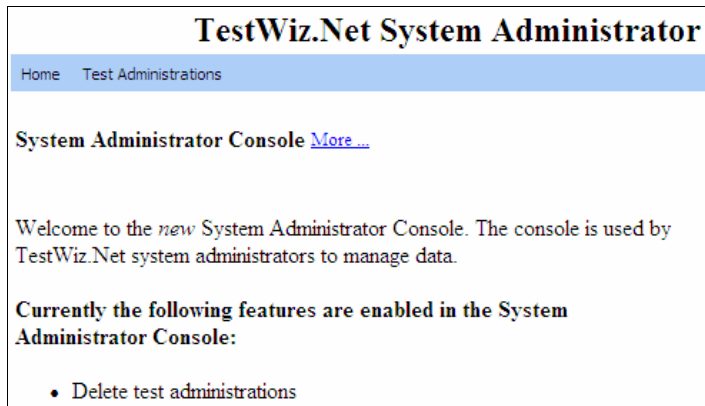 TestWiz.Net System Administrator
Home Test Administrations
System Administrator Console More ...
Welcome to the new System Administrator Console. The console is used by
TestWiz.Net system administrators to manage data.
Currently the following features are enabled in the System
Administrator Console:
• Delete test administrations